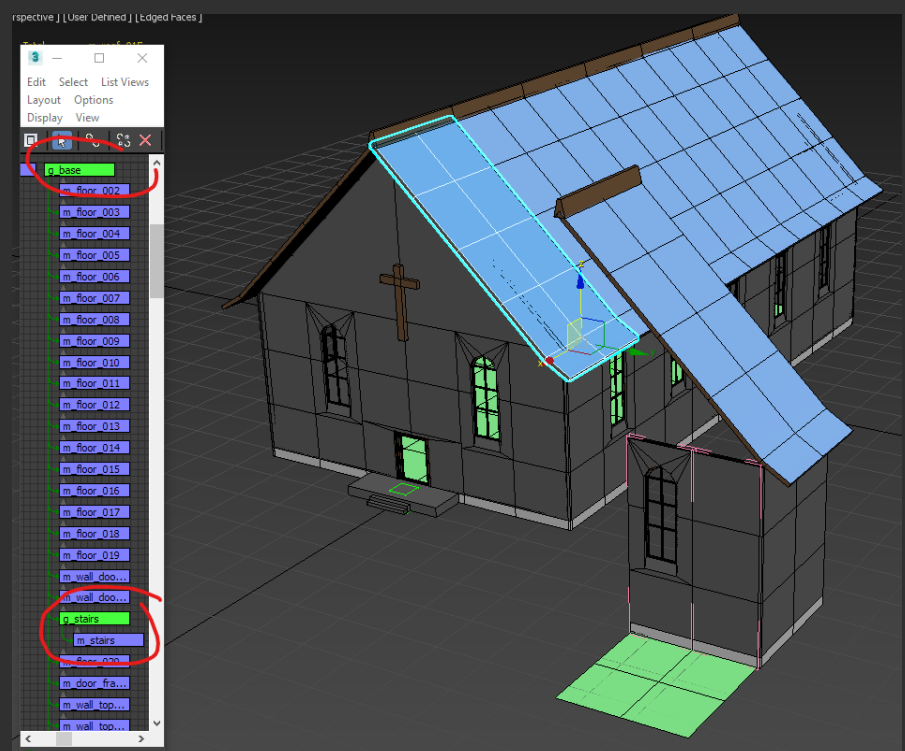 rspective ] [User Defined ] [Edged Faces ]
3
Edit Select List Views
Layout Options
Display View
g_base
m_floor_002
m_floor_003
m_floor_004
m_floor_005
m_floor_006
m_floor_007
m_floor_008
m_floor_009
m_floor_010
m_floor_011
m_floor_012
m_floor_013
m_floor_014
m_floor_015
m_floor_016
m_floor_017
m_floor_018
m_floor_019
m_wall_doo...
m_wall_doo...
g_stairs
m_stairs
m_floor_020
m_door_fra...
m_wall_top...
m_wall_top...
z
x